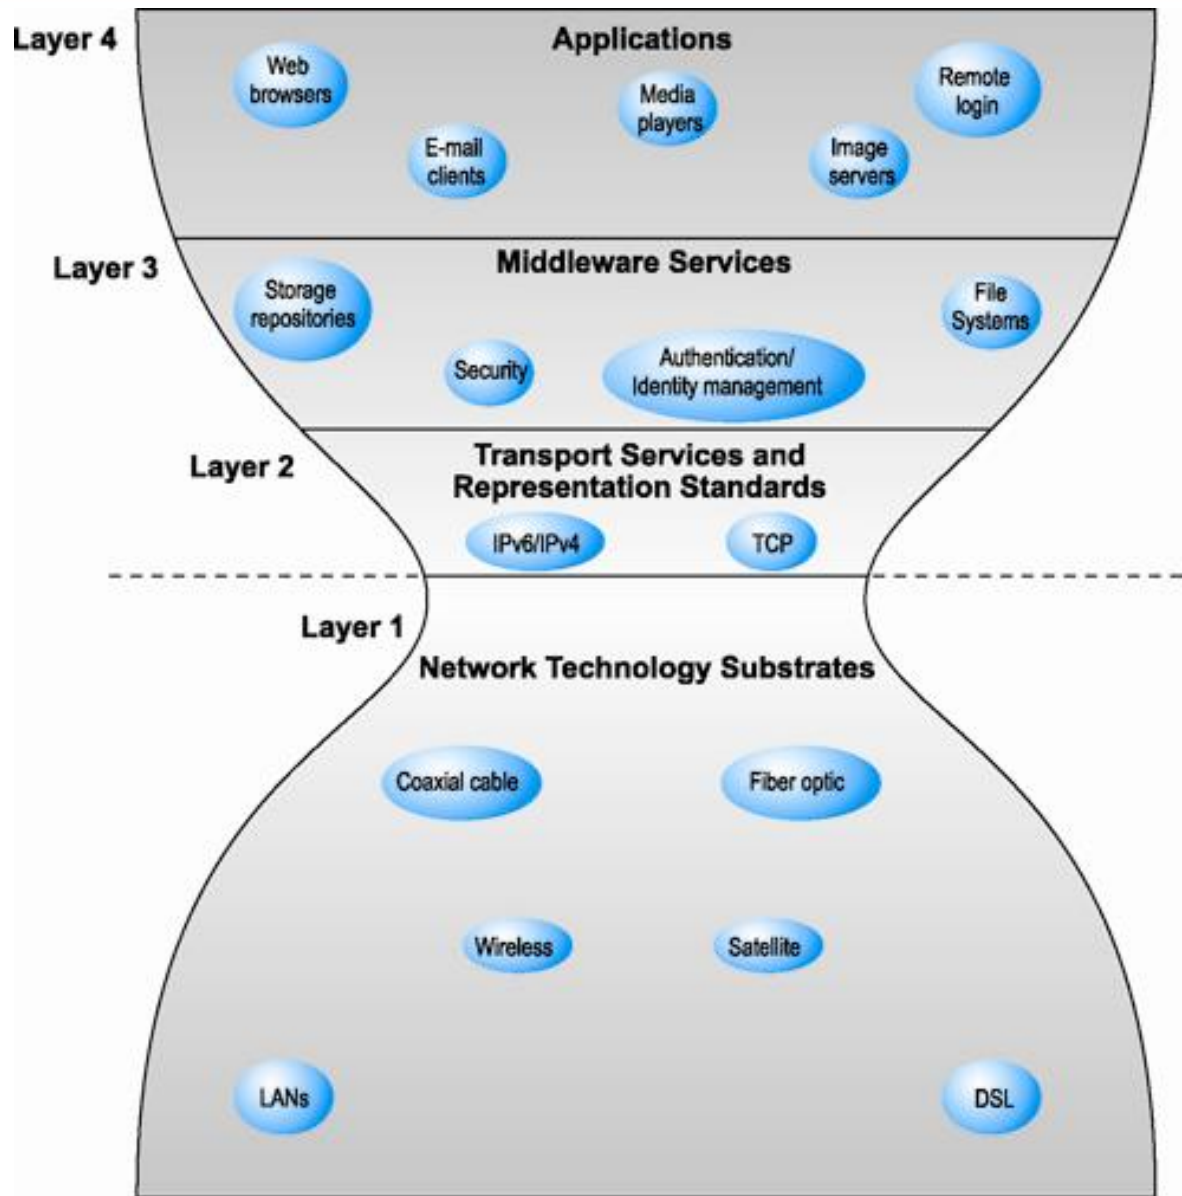 Layer 4
Applications
Web
browsers
E-mail
clients
Media
players
Image
servers
Remote
login
Layer 3
Middleware Services
Storage
repositories
Security
Authentication/
Identity management
File
Systems
Layer 2
Transport Services and
Representation Standards
IPv6/IPv4
TCP
Layer 1
Network Technology Substrates
Coaxial cable
Fiber optic
Wireless
Satellite
LANs
DSL